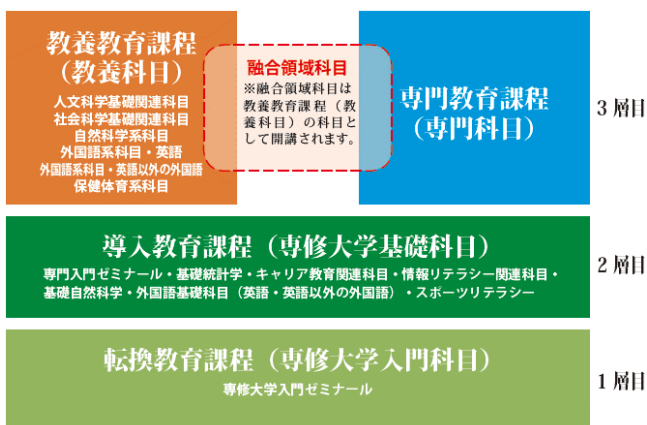 教養教育課程
（教養科目）
人文科学基礎関連科目
社会科学基礎関連科目
自然科学系科目
外国語系科目・英語
外国語系科目・英語以外の外国語
保健体育系科目
融合領域科目
※融合領域科目は
教養教育課程（教
養科目）の科目と
して開講されます。
専門教育課程
（専門科目）
3層目
導入教育課程（専修大学基礎科目）
専門入門ゼミナール・基礎統計学・キャリア教育関連科目・情報リテラシー関連科目・
基礎自然科学・外国語基礎科目（英語・英語以外の外国語）・スポーツリテラシー
2層目
転換教育課程（専修大学入門科目）
専修大学入門ゼミナール
1層目